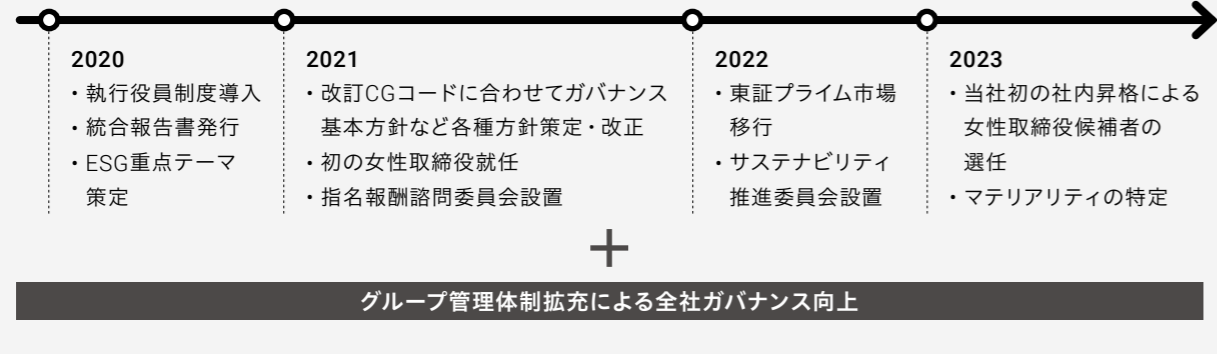 2020
・執行役員制度導入
・統合報告書発行
・ESG重点テーマ
策定
2021
・改訂CGコードに合わせてガバナンス
基本方針など各種方針策定・改正
・初の女性取締役就任
・指名報酬諮問委員会設置
2022
・東証プライム市場
移行
・サステナビリティ
推進委員会設置
2023
・当社初の社内昇格による
女性取締役候補者の
選任
・マテリアリティの特定
+
グループ管理体制拡充による全社ガバナンス向上